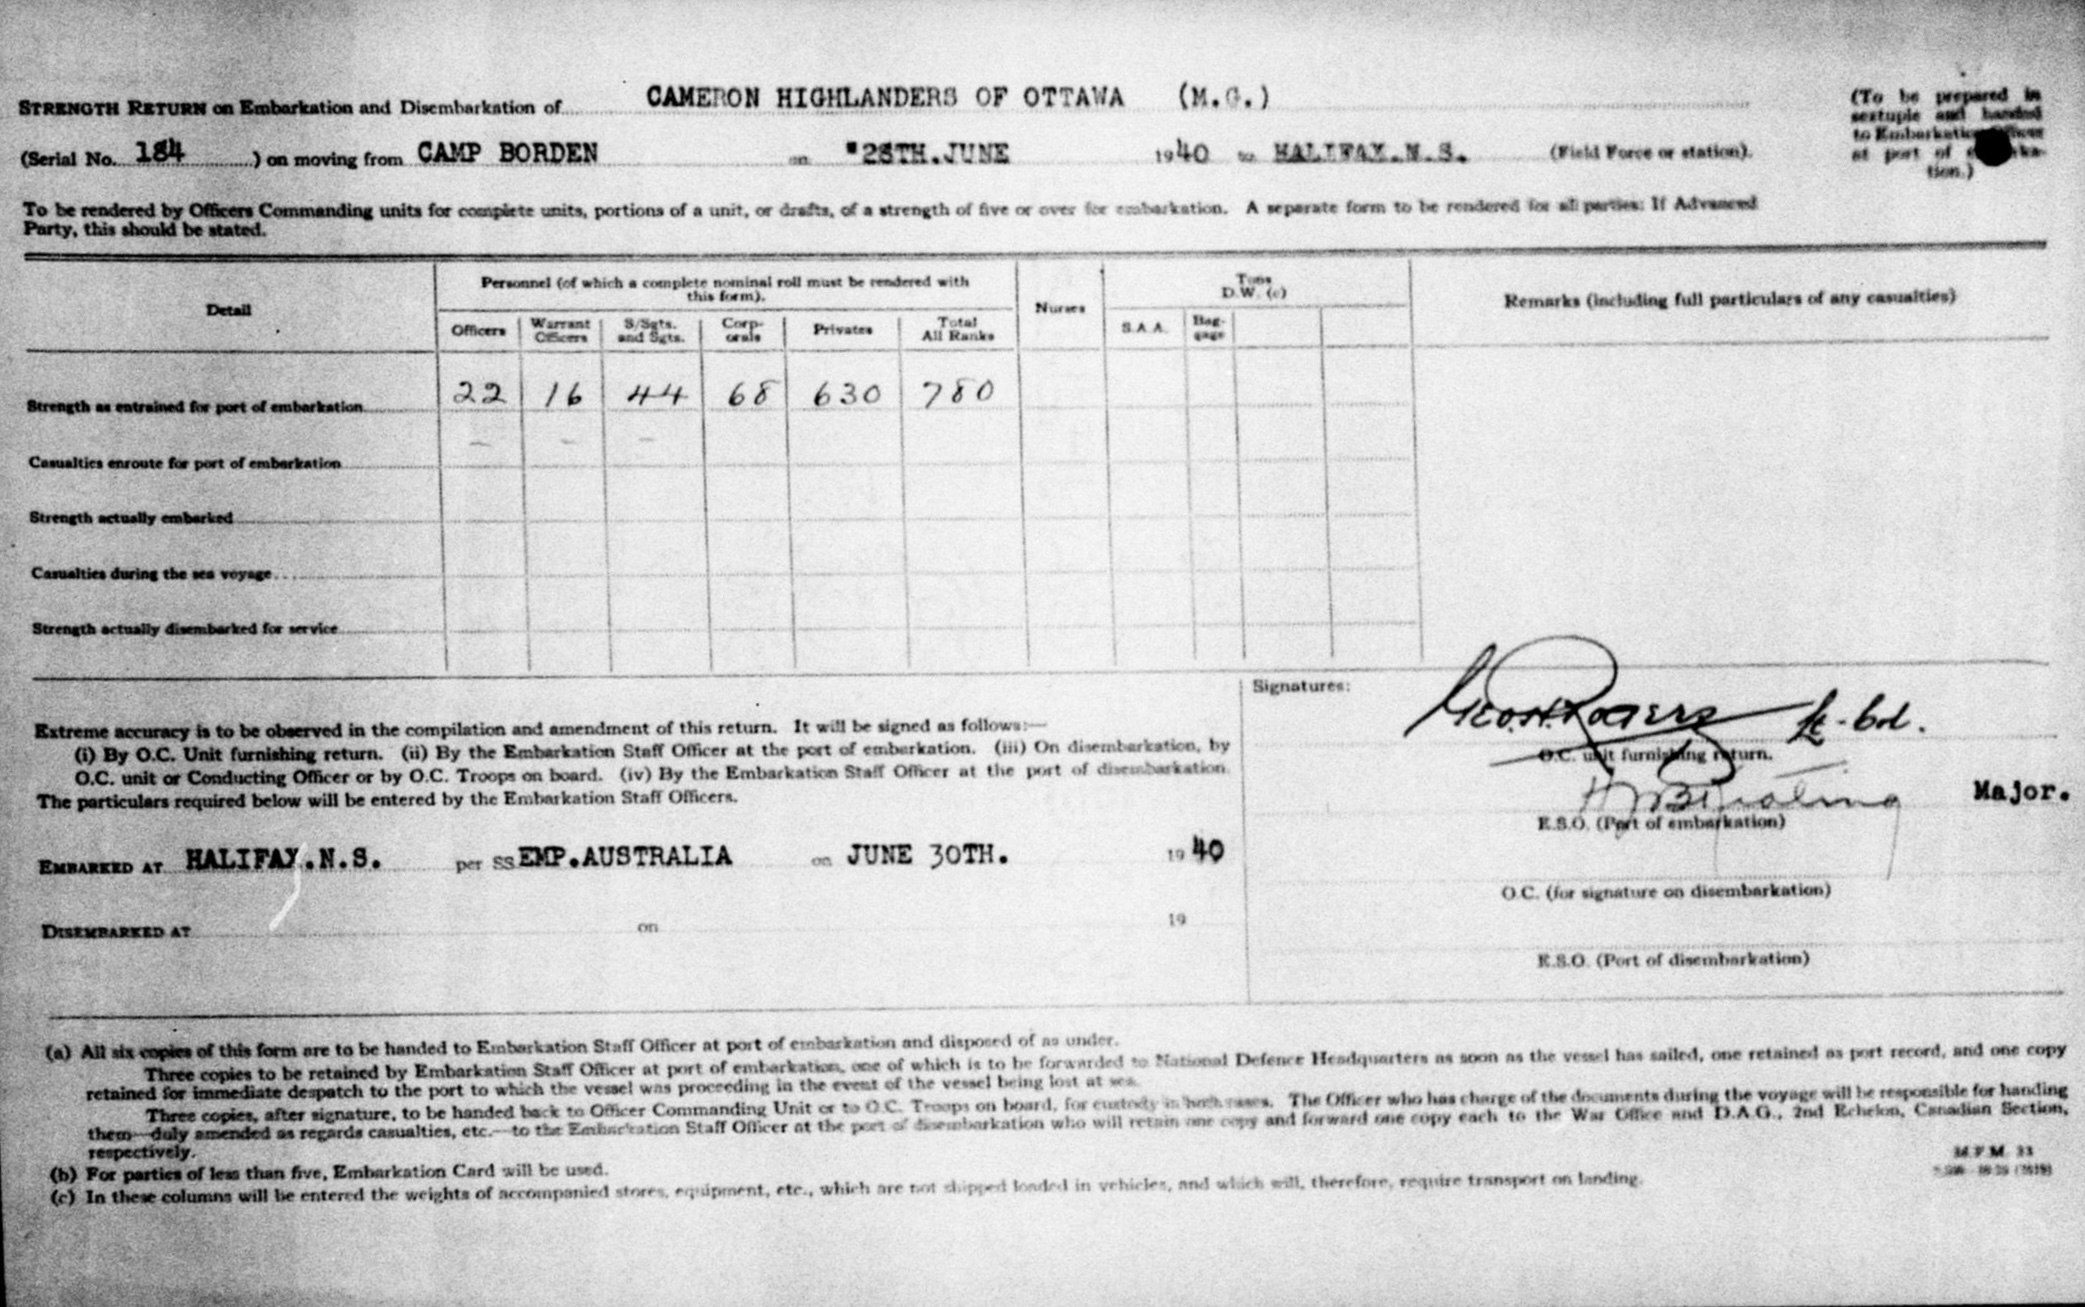 STRENGTH RETURN on Embarkation and Disembarkation of CAMERON HIGHLANDERS OF OTTAWA (M.G.)
(To be prepared in sextuple and handed to Embarkation Officer at port of tion.)
(Serial No. 184 ) on moving from CAMP BORDEN on "28TH.JUNE 1940 to HALIFAX.N.S. (Field Force or station).
To be rendered by Officers Commanding units for complete units, portions of a unit, or drafts, of a strength of five or over for embarkation. A separate form to be rendered for all parties: If Advanced
Party, this should be stated.
Detail
Personnel (of which a complete nominal roll must be rendered with
this form).
Officers
Warrant
Officers
S/Sgts.
and Sgts.
Corp-
orals
Privates
Total
All Ranks
Nurses
Tons
D.W. (c)
S.A.A.
Bag-
gage
Remarks (including full particulars of any casualties)
Strength as entrained for port of embarkation 22 16 44 68 630 780
Casualties enroute for port of embarkation – – –
Strength actually embarked
Casualties during the sea voyage
Strength actually disembarked for service
Extreme accuracy is to be observed in the compilation and amendment of this return. It will be signed as follows:—
(i) By O.C. Unit furnishing return. (ii) By the Embarkation Staff Officer at the port of embarkation. (iii) On disembarkation, by
O.C. unit or Conducting Officer or by O.C. Troops on board. (iv) By the Embarkation Staff Officer at the port of disembarkation.
The particulars required below will be entered by the Embarkation Staff Officers.
EMBARKED AT HALIFAX.N.S. per SS EMP.AUSTRALIA on JUNE 30TH. 1940
DISEMBARKED AT on 19
Signatures:
Geo.H.Rogers Lt-Col.
O.C. unit furnishing return.
Major.
E.S.O. (Port of embarkation)
O.C. (for signature on disembarkation)
E.S.O. (Port of disembarkation)
(a) All six copies of this form are to be handed to Embarkation Staff Officer at port of embarkation and disposed of as under.
Three copies to be retained by Embarkation Staff Officer at port of embarkation, one of which is to be forwarded to National Defence Headquarters as soon as the vessel has sailed, one retained as port record, and one copy
retained for immediate despatch to the port to which the vessel was proceeding in the event of the vessel being lost at sea.
Three copies, after signature, to be handed back to Officer Commanding Unit or to O.C. Troops on board, for custody in both cases. The Officer who has charge of the documents during the voyage will be responsible for handing
them—duly amended as regards casualties, etc.—to the Embarkation Staff Officer at the port of disembarkation who will retain one copy and forward one copy each to the War Office and D.A.G., 2nd Echelon, Canadian Section,
respectively.
(b) For parties of less than five, Embarkation Card will be used.
(c) In these columns will be entered the weights of accompanied stores, equipment, etc., which are not shipped loaded in vehicles, and which will, therefore, require transport on landing.
M.F.M. 33